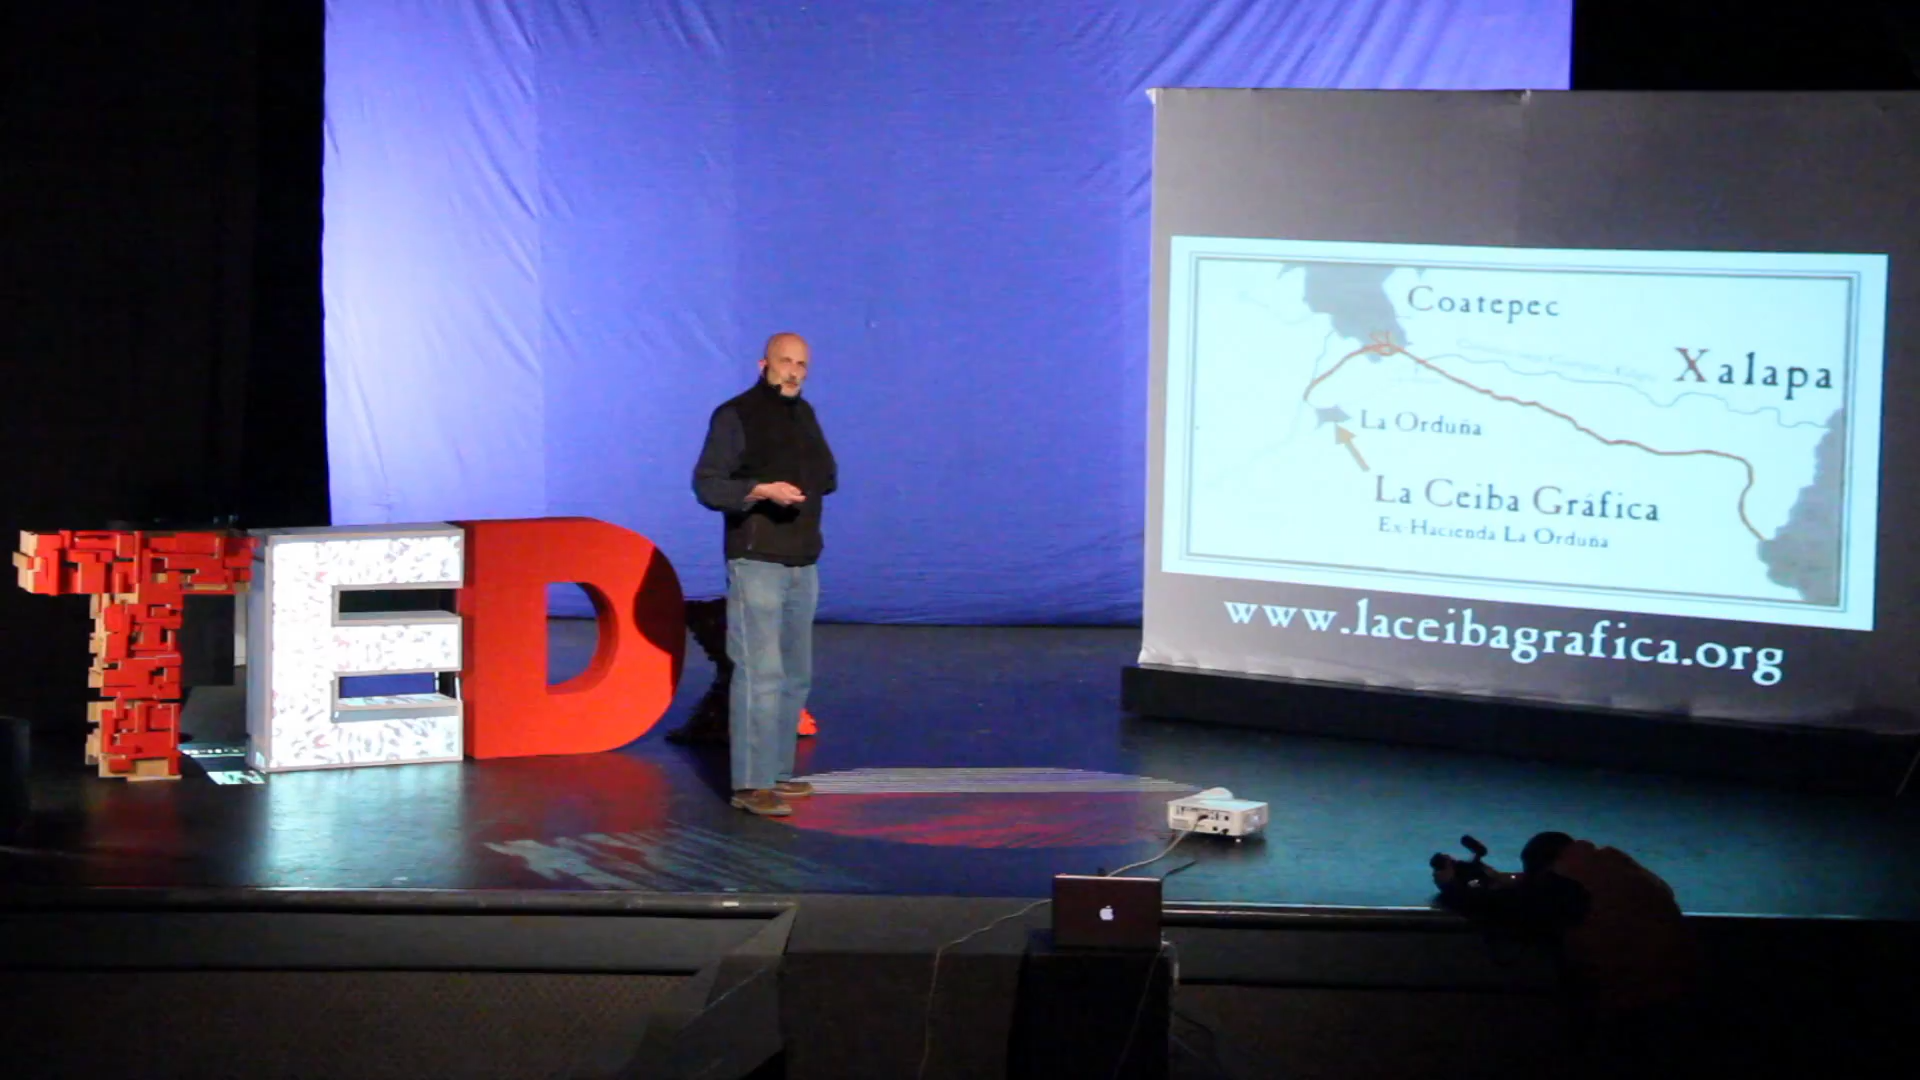 TED
Coatepec
Xalapa
La Orduña
La Ceiba Gráfica
Ex-Hacienda La Orduña
www.laceibagrafica.org